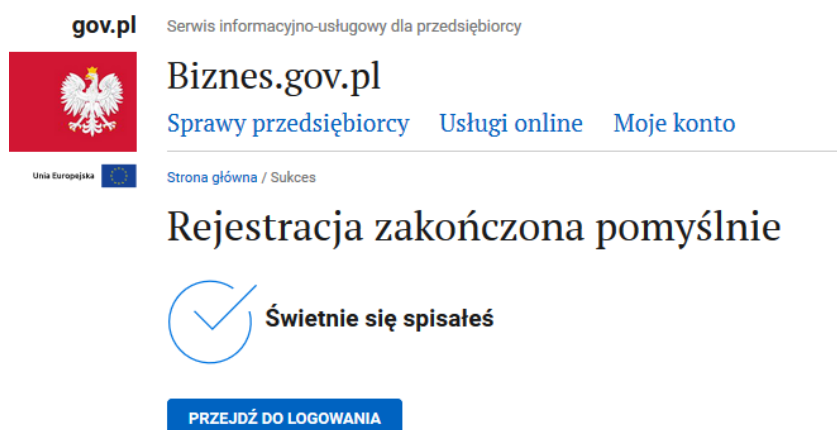 gov.pl Serwis informacyjno-usługowy dla przedsiębiorcy
Biznes.gov.pl
Sprawy przedsiębiorcy Usługi online Moje konto
Unia Europejska
Strona główna / Sukces
Rejestracja zakończona pomyślnie
Świetnie się spisałeś
PRZEJDŹ DO LOGOWANIA